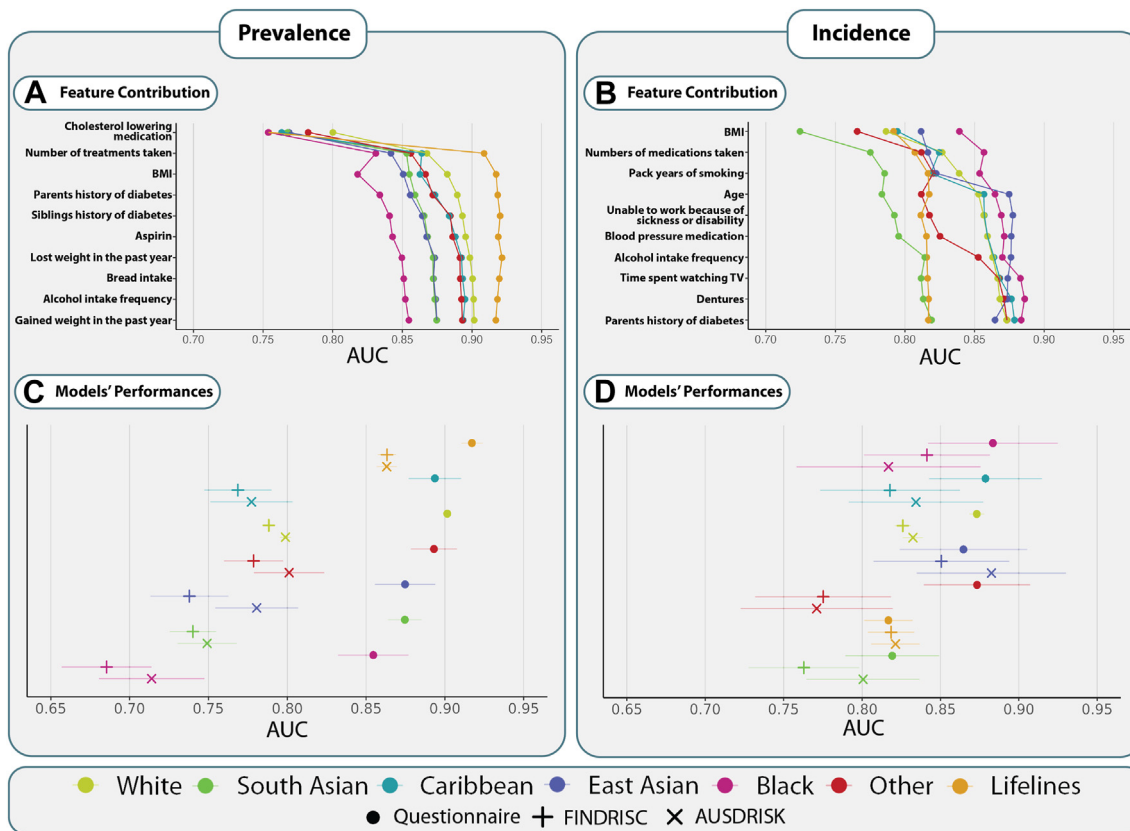 Prevalence
A Feature Contribution
Cholesterol lowering
medication
Number of treatments taken
BMI
Parents history of diabetes
Siblings history of diabetes
Aspirin
Lost weight in the past year
Bread intake
Alcohol intake frequency
Gained weight in the past year
0.70 0.75 0.80 0.85 0.90 0.95
AUC
C Models' Performances
0.65 0.70 0.75 0.80 0.85 0.90 0.95
AUC
Incidence
B Feature Contribution
BMI
Numbers of medications taken
Pack years of smoking
Age
Unable to work because of
sickness or disability
Blood pressure medication
Alcohol intake frequency
Time spent watching TV
Dentures
Parents history of diabetes
0.70 0.75 0.80 0.85 0.90 0.95
AUC
D Models' Performances
0.65 0.70 0.75 0.80 0.85 0.90 0.95
AUC
White South Asian Caribbean East Asian Black Other Lifelines
Questionnaire FINDRISC AUSDRISK